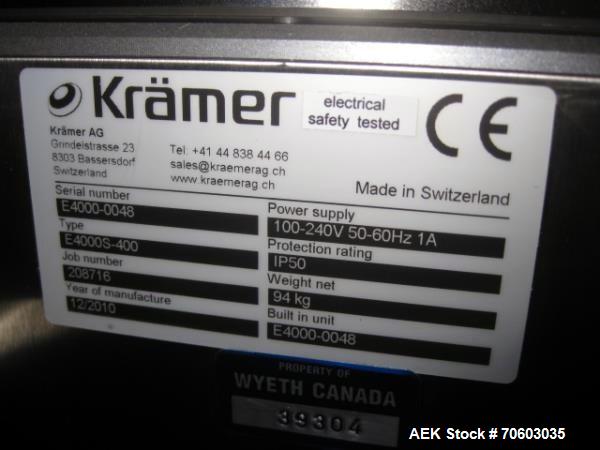 Krämer
electrical
safety tested
CE
Krämer AG
Grindelstrasse 23
8303 Bassersdorf
Switzerland
Tel: +41 44 838 44 66
sales@kraemerag.ch
www.kraemerag.ch
Made in Switzerland
Serial number
E4000-0048
Type
E4000S-400
Job number
208716
Year of manufacture
12/2010
Power supply
100-240V 50-60Hz 1A
Protection rating
IP50
Weight net
94 kg
Built in unit
E4000-0048
PROPERTY OF
WYETH CANADA
39304
AEK Stock # 70603035